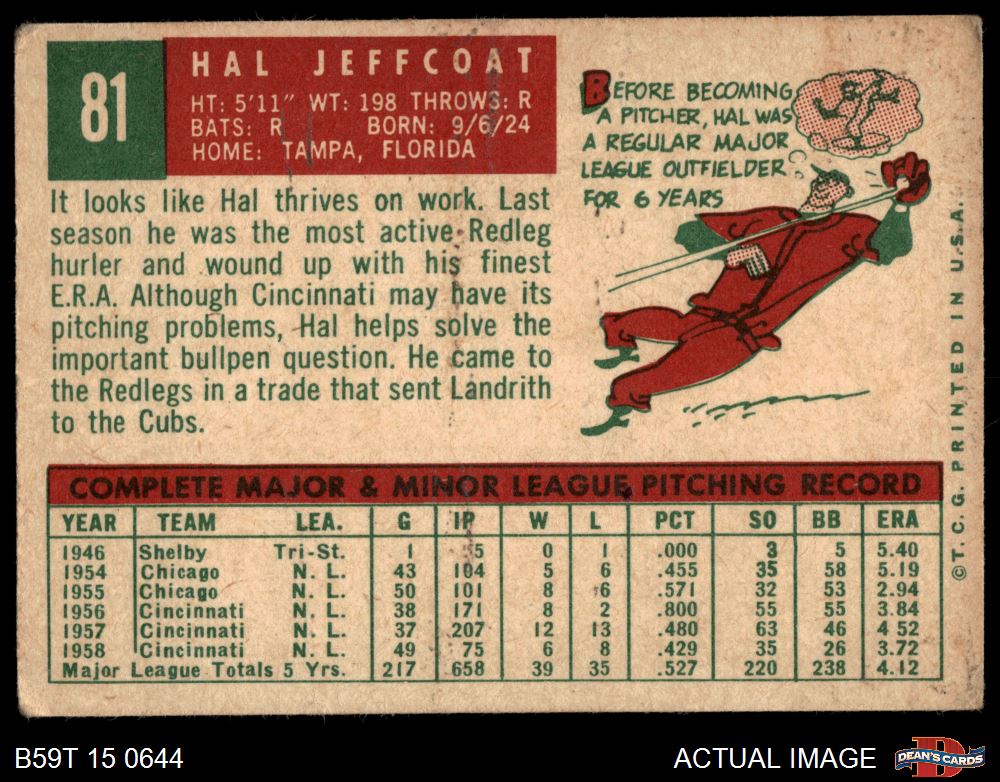 81
HAL JEFFCOAT
HT: 5'11" WT: 198 THROWS: R
BATS: R BORN: 9/6/24
HOME: TAMPA, FLORIDA
It looks like Hal thrives on work. Last
season he was the most active Redleg
hurler and wound up with his finest
E.R.A. Although Cincinnati may have its
pitching problems, Hal helps solve the
important bullpen question. He came to
the Redlegs in a trade that sent Landrith
to the Cubs.
BEFORE BECOMING
A PITCHER, HAL WAS
A REGULAR MAJOR
LEAGUE OUTFIELDER
FOR 6 YEARS
©T. C. G. PRINTED IN U.S.A.
COMPLETE MAJOR & MINOR LEAGUE PITCHING RECORD
YEAR TEAM LEA. G IP W L PCT SO BB ERA
1946 Shelby Tri-St. 1 5 0 1 .000 3 5 5.40
1954 Chicago N. L. 43 104 5 6 .455 35 58 5.19
1955 Chicago N. L. 50 101 8 6 .571 32 53 2.94
1956 Cincinnati N. L. 38 171 8 2 .800 55 55 3.84
1957 Cincinnati N. L. 37 207 12 13 .480 63 46 4 52
1958 Cincinnati N. L. 49 75 6 8 .429 35 26 3.72
Major League Totals 5 Yrs. 217 658 39 35 .527 220 238 4.12
B59T 15 0644
ACTUAL IMAGE
D
DEAN'S CARDS